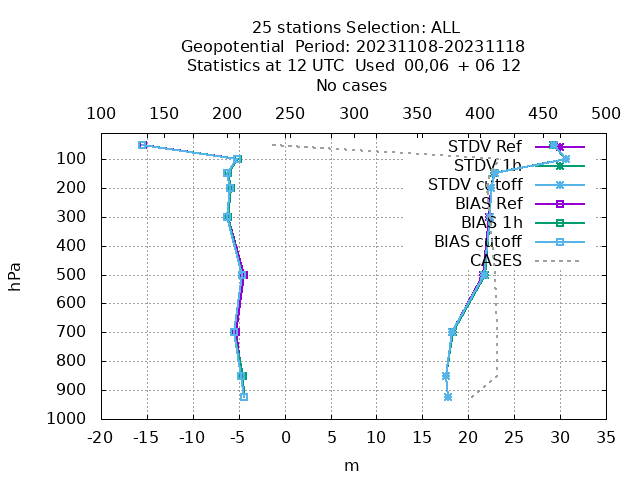 25 stations Selection: ALL
Geopotential  Period: 20231108-20231118
Statistics at 12 UTC  Used  00,06  + 06 12
No cases
100 150 200 250 300 350 400 450 500
STDV Ref
STDV 1h
STDV cutoff
BIAS Ref
BIAS 1h
BIAS cutoff
CASES
hPa
100
200
300
400
500
600
700
800
900
1000
-20 -15 -10 -5 0 5 10 15 20 25 30 35
m